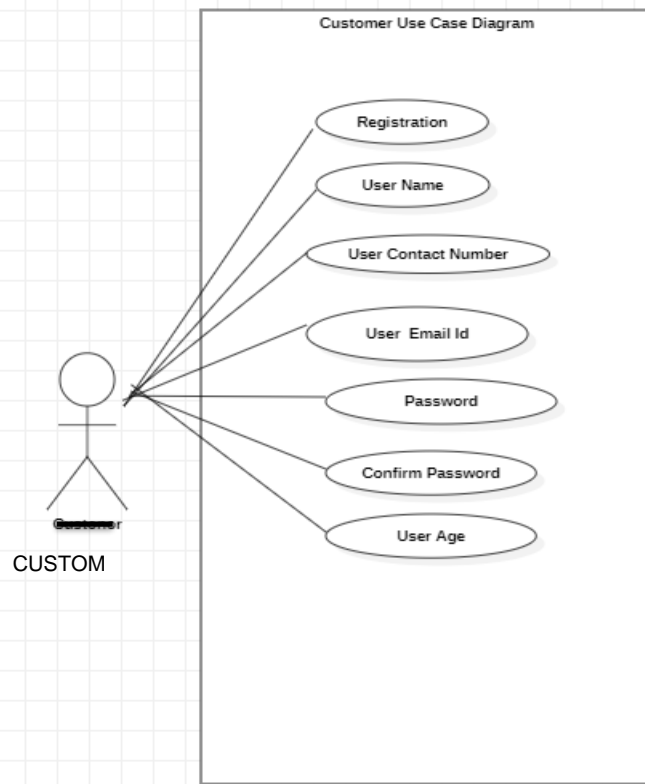 Customer Use Case Diagram
Registration
User Name
User Contact Number
User Email Id
Password
Confirm Password
User Age
CUSTOM